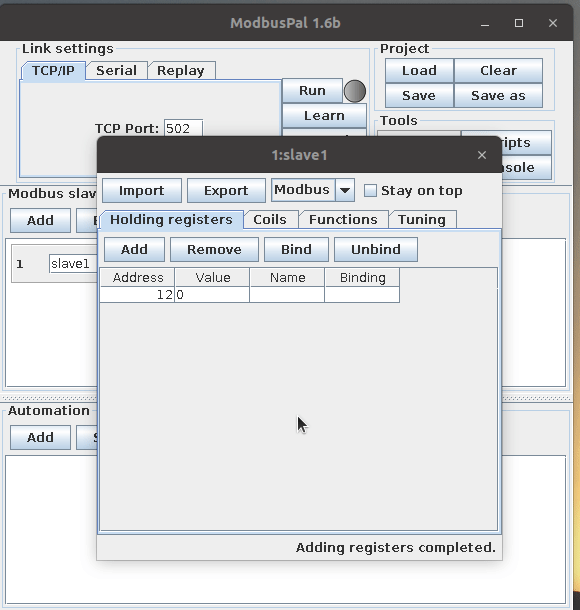 ModbusPal 1.6b
Link settings
TCP/IP Serial Replay
TCP Port: 502
Run
Learn
Project
Load Clear
Save Save as
Tools
1:slave1
Import Export Modbus Stay on top
Holding registers Coils Functions Tuning
Add Remove Bind Unbind
Address Value Name Binding
12 0
Adding registers completed.
Modbus slav
Add
1 slave1
Automation
Add